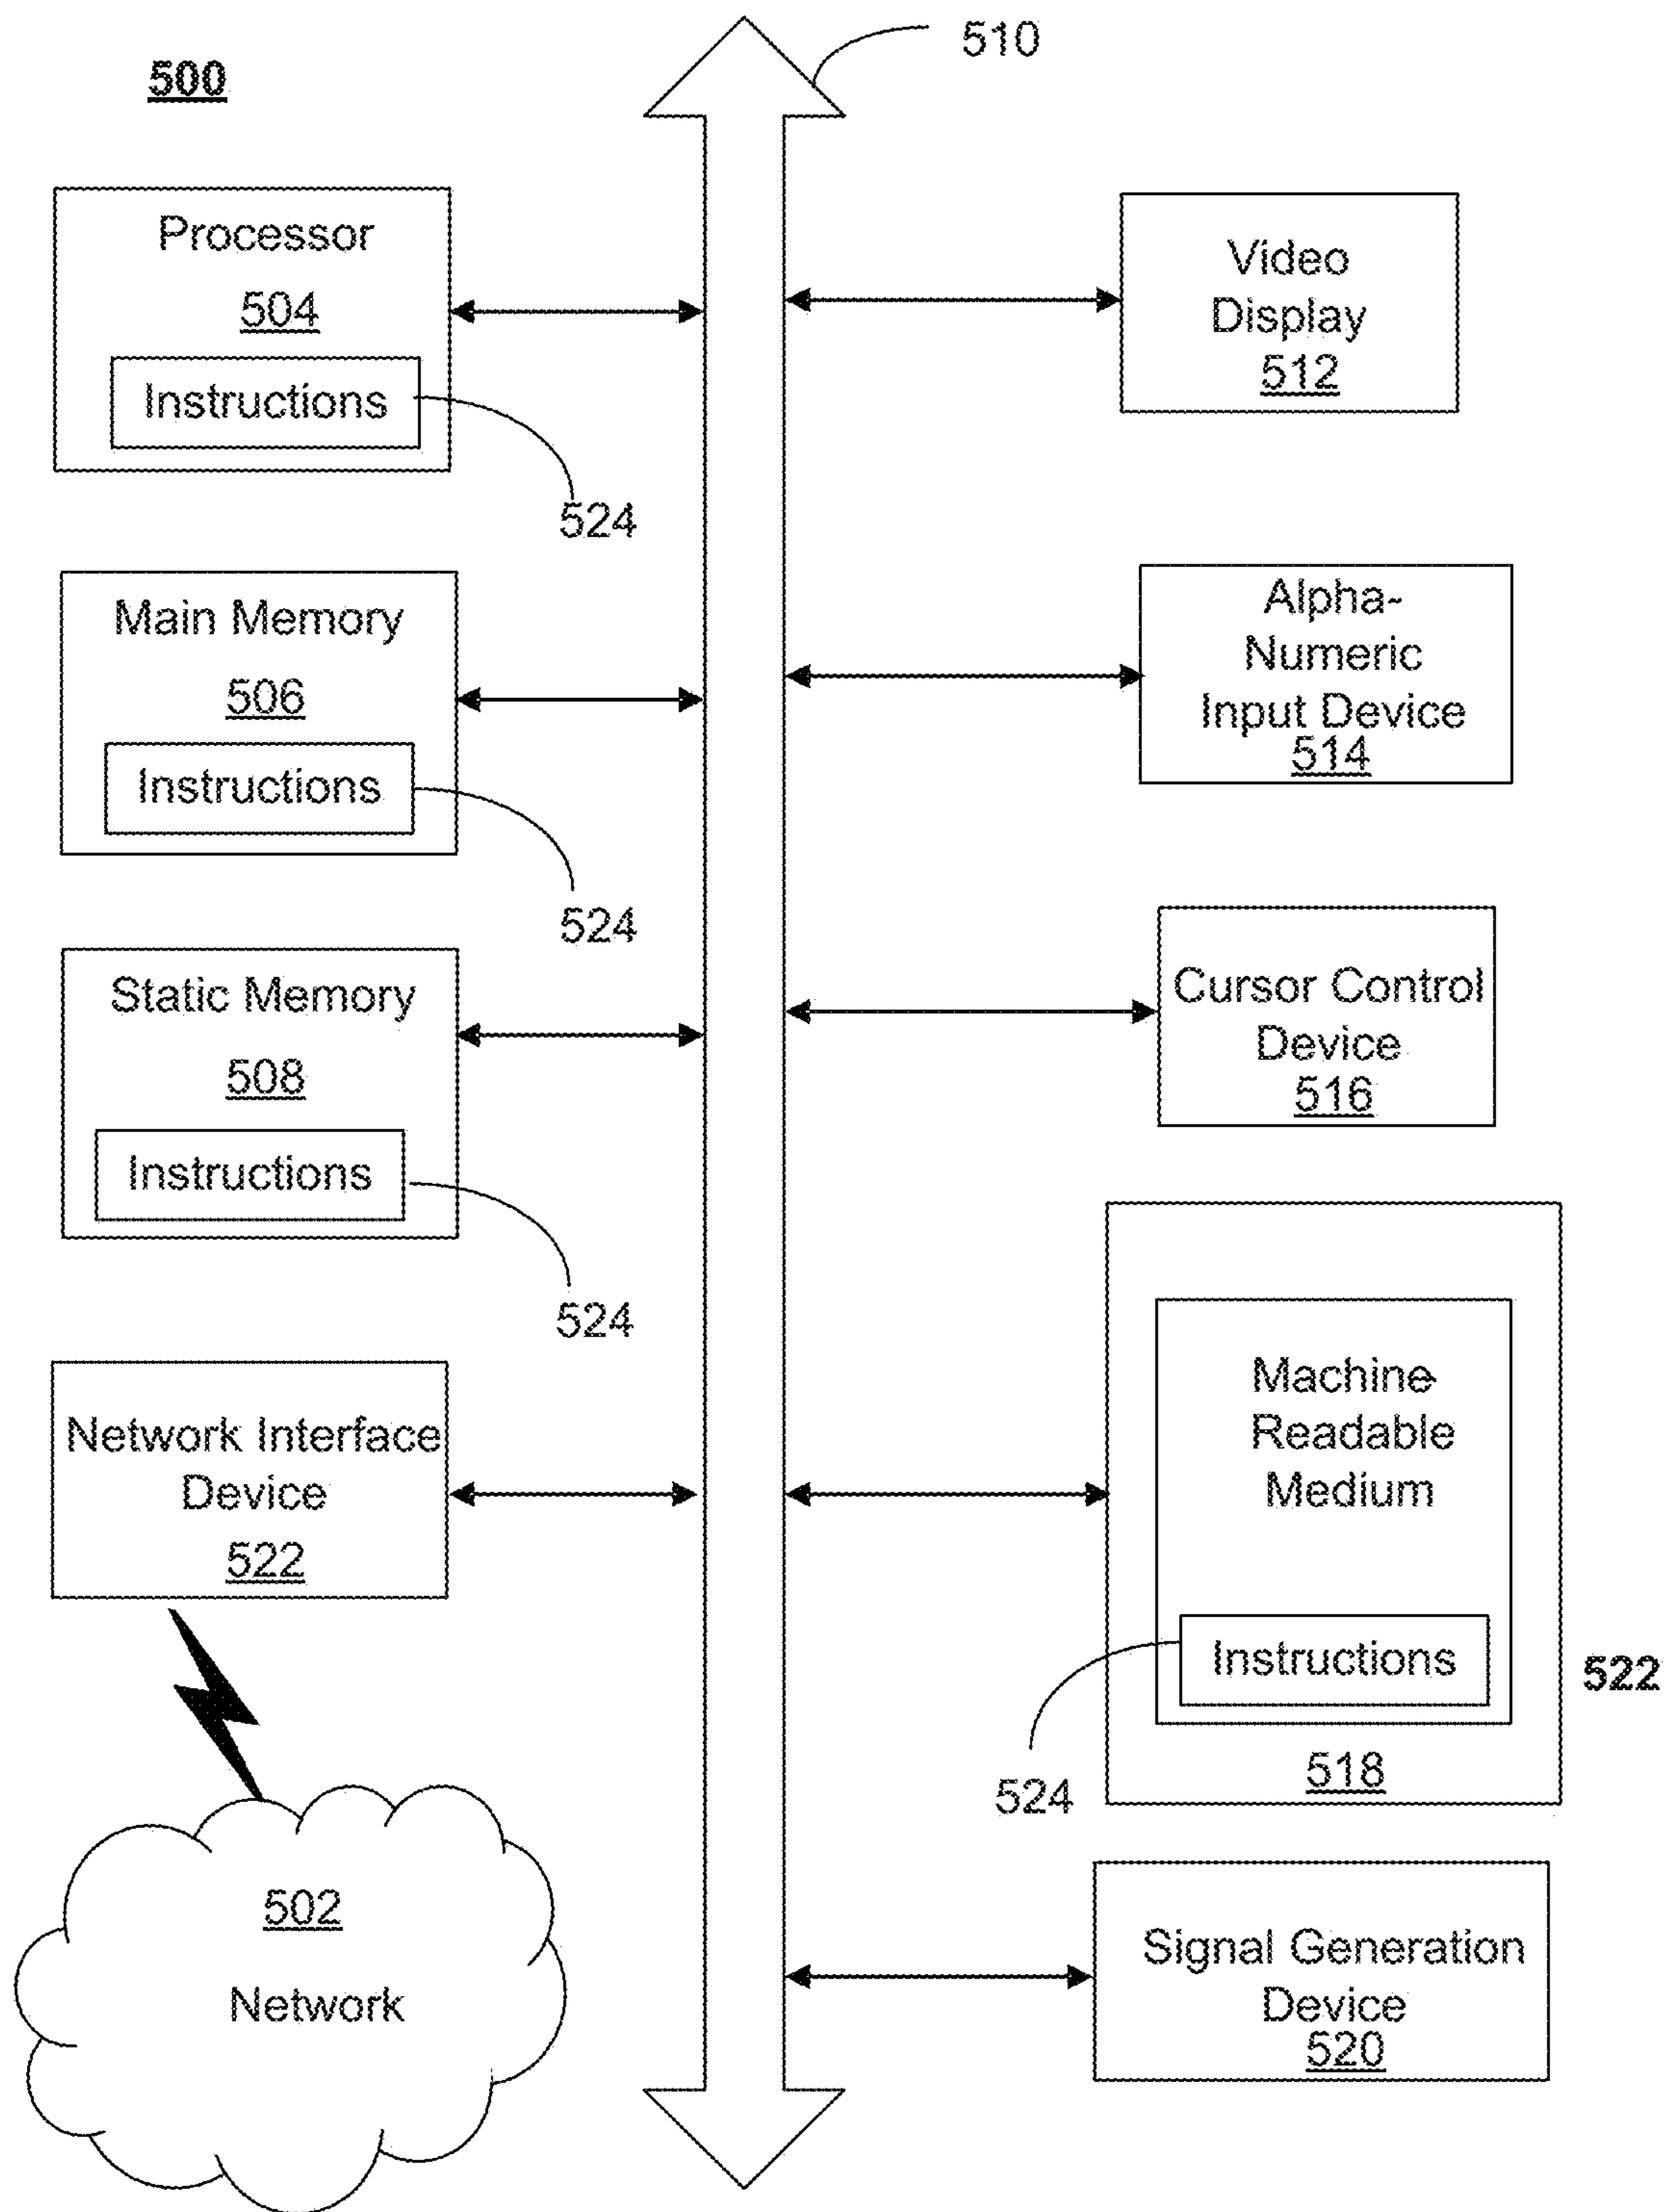 500
510
Processor
504
Instructions
524
Main Memory
506
Instructions
524
Static Memory
508
Instructions
524
Network Interface
Device
522
502
Network
Video
Display
512
Alpha-
Numeric
Input Device
514
Cursor Control
Device
516
Machine-
Readable
Medium
Instructions
524
518
522
Signal Generation
Device
520